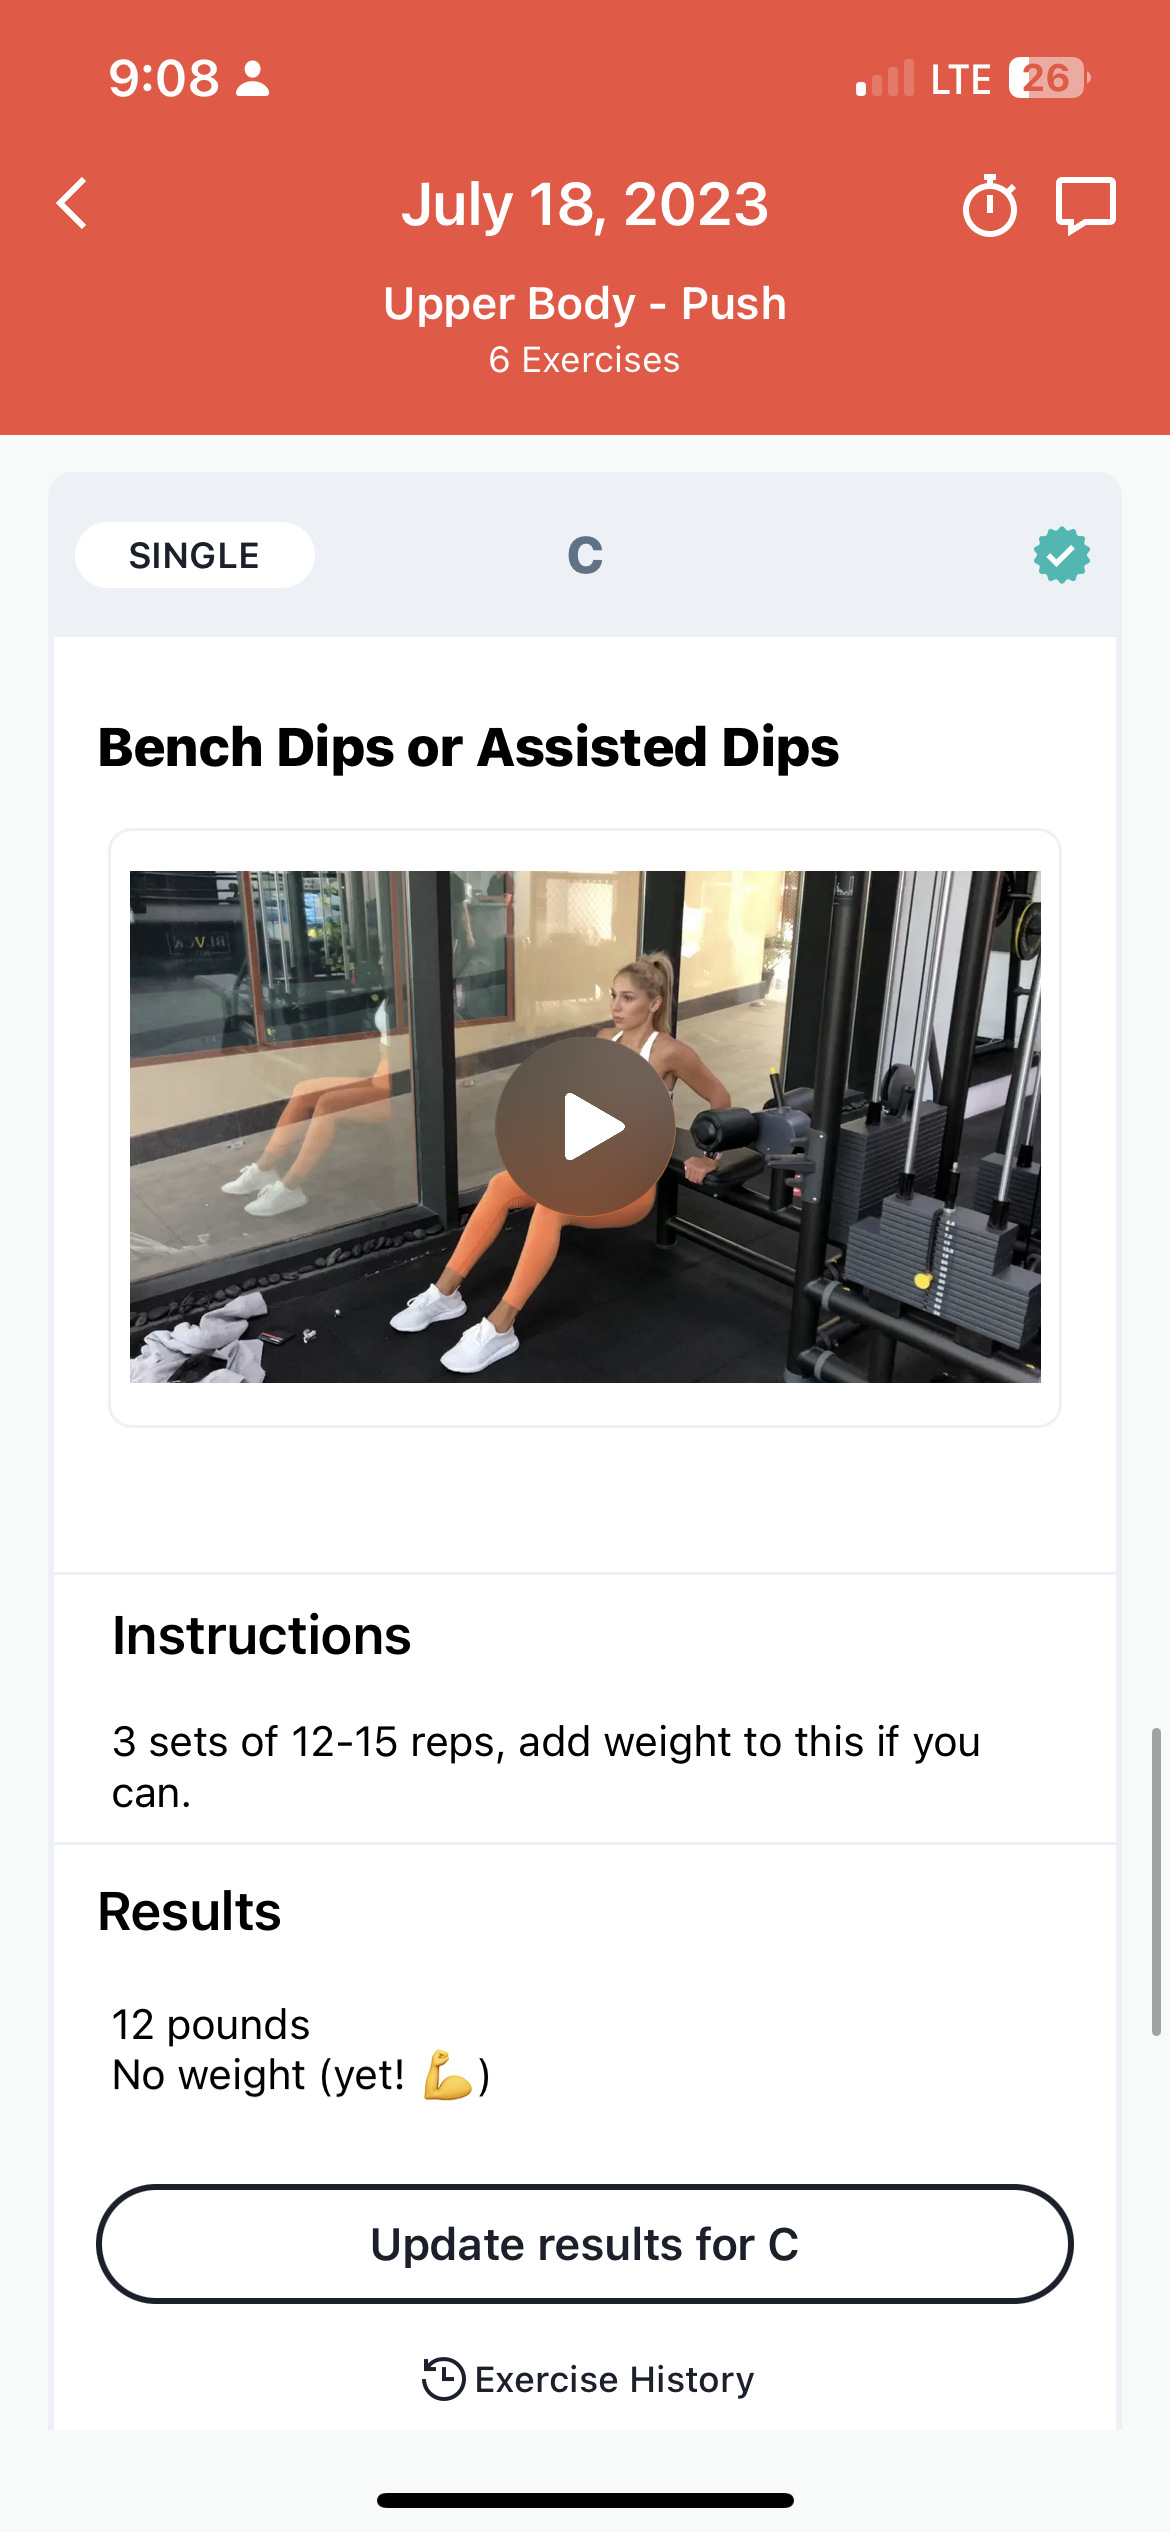 9:08
LTE 26
July 18, 2023
Upper Body - Push
6 Exercises
SINGLE
C
Bench Dips or Assisted Dips
Instructions
3 sets of 12-15 reps, add weight to this if you
can.
Results
12 pounds
No weight (yet! 💪)
Update results for C
Exercise History